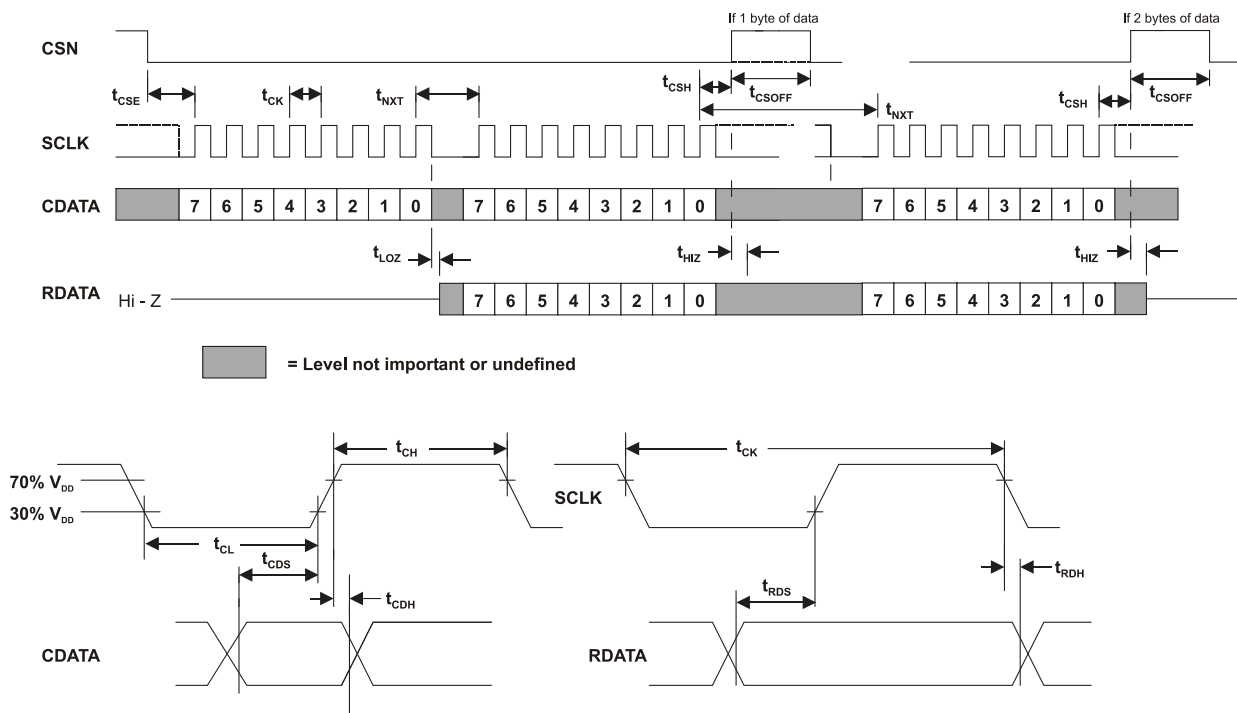 If 1 byte of data
If 2 bytes of data
CSN
tCSE
tCK
tNXT
tCSH
tCSOFF
tNXT
tCSH
tCSOFF
SCLK
CDATA
7 6 5 4 3 2 1 0
7 6 5 4 3 2 1 0
7 6 5 4 3 2 1 0
tLOZ
tHIZ
tHIZ
RDATA
Hi - Z
7 6 5 4 3 2 1 0
7 6 5 4 3 2 1 0
= Level not important or undefined
tCH
tCK
70% VDD
30% VDD
SCLK
tCL
tCDS
tCDH
tRDS
tRDH
CDATA
RDATA